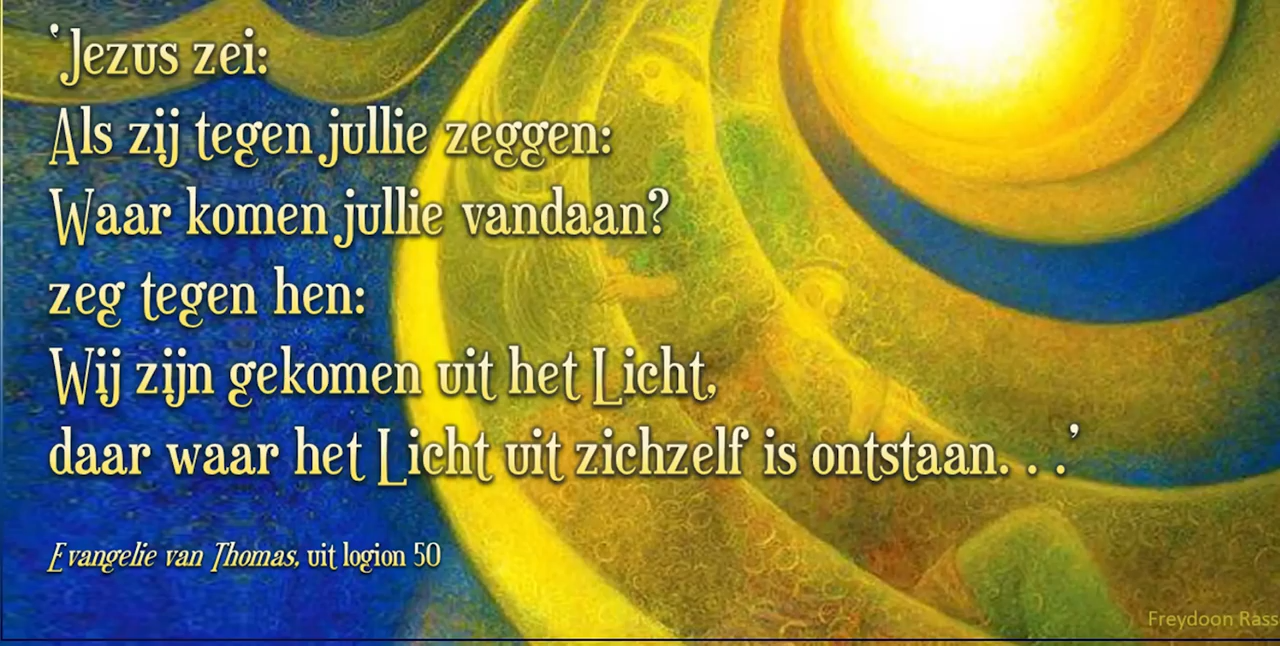 ‘Jezus zei:
Als zij tegen jullie zeggen:
Waar komen jullie vandaan?
zeg tegen hen:
Wij zijn gekomen uit het Licht,
daar waar het Licht uit zichzelf is ontstaan. . .’
Evangelie van Thomas, uit logion 50
Freydoon Rass